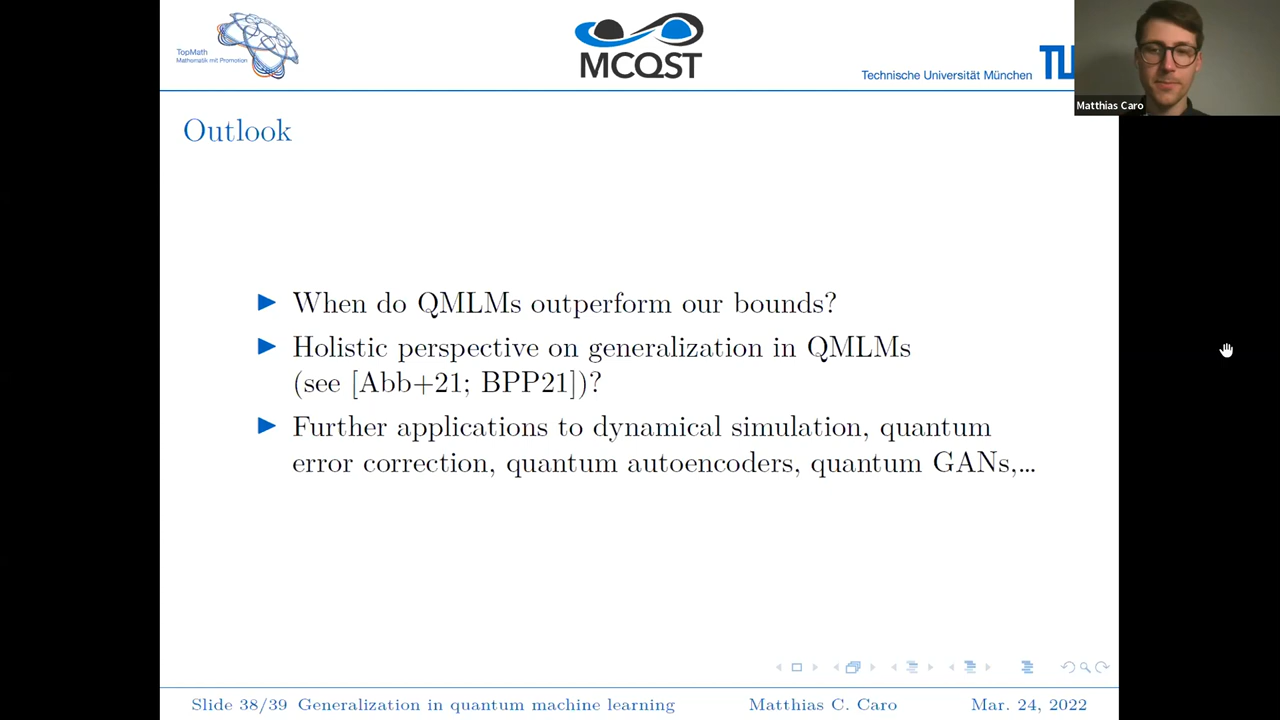 TopMath
Mathematik mit Promotion
MCQST
Technische Universität München
Matthias Caro
Outlook
When do QMLMs outperform our bounds?
Holistic perspective on generalization in QMLMs
(see [Abb+21; BPP21])?
Further applications to dynamical simulation, quantum
error correction, quantum autoencoders, quantum GANs,...
Slide 38/39 Generalization in quantum machine learning Matthias C. Caro Mar. 24, 2022